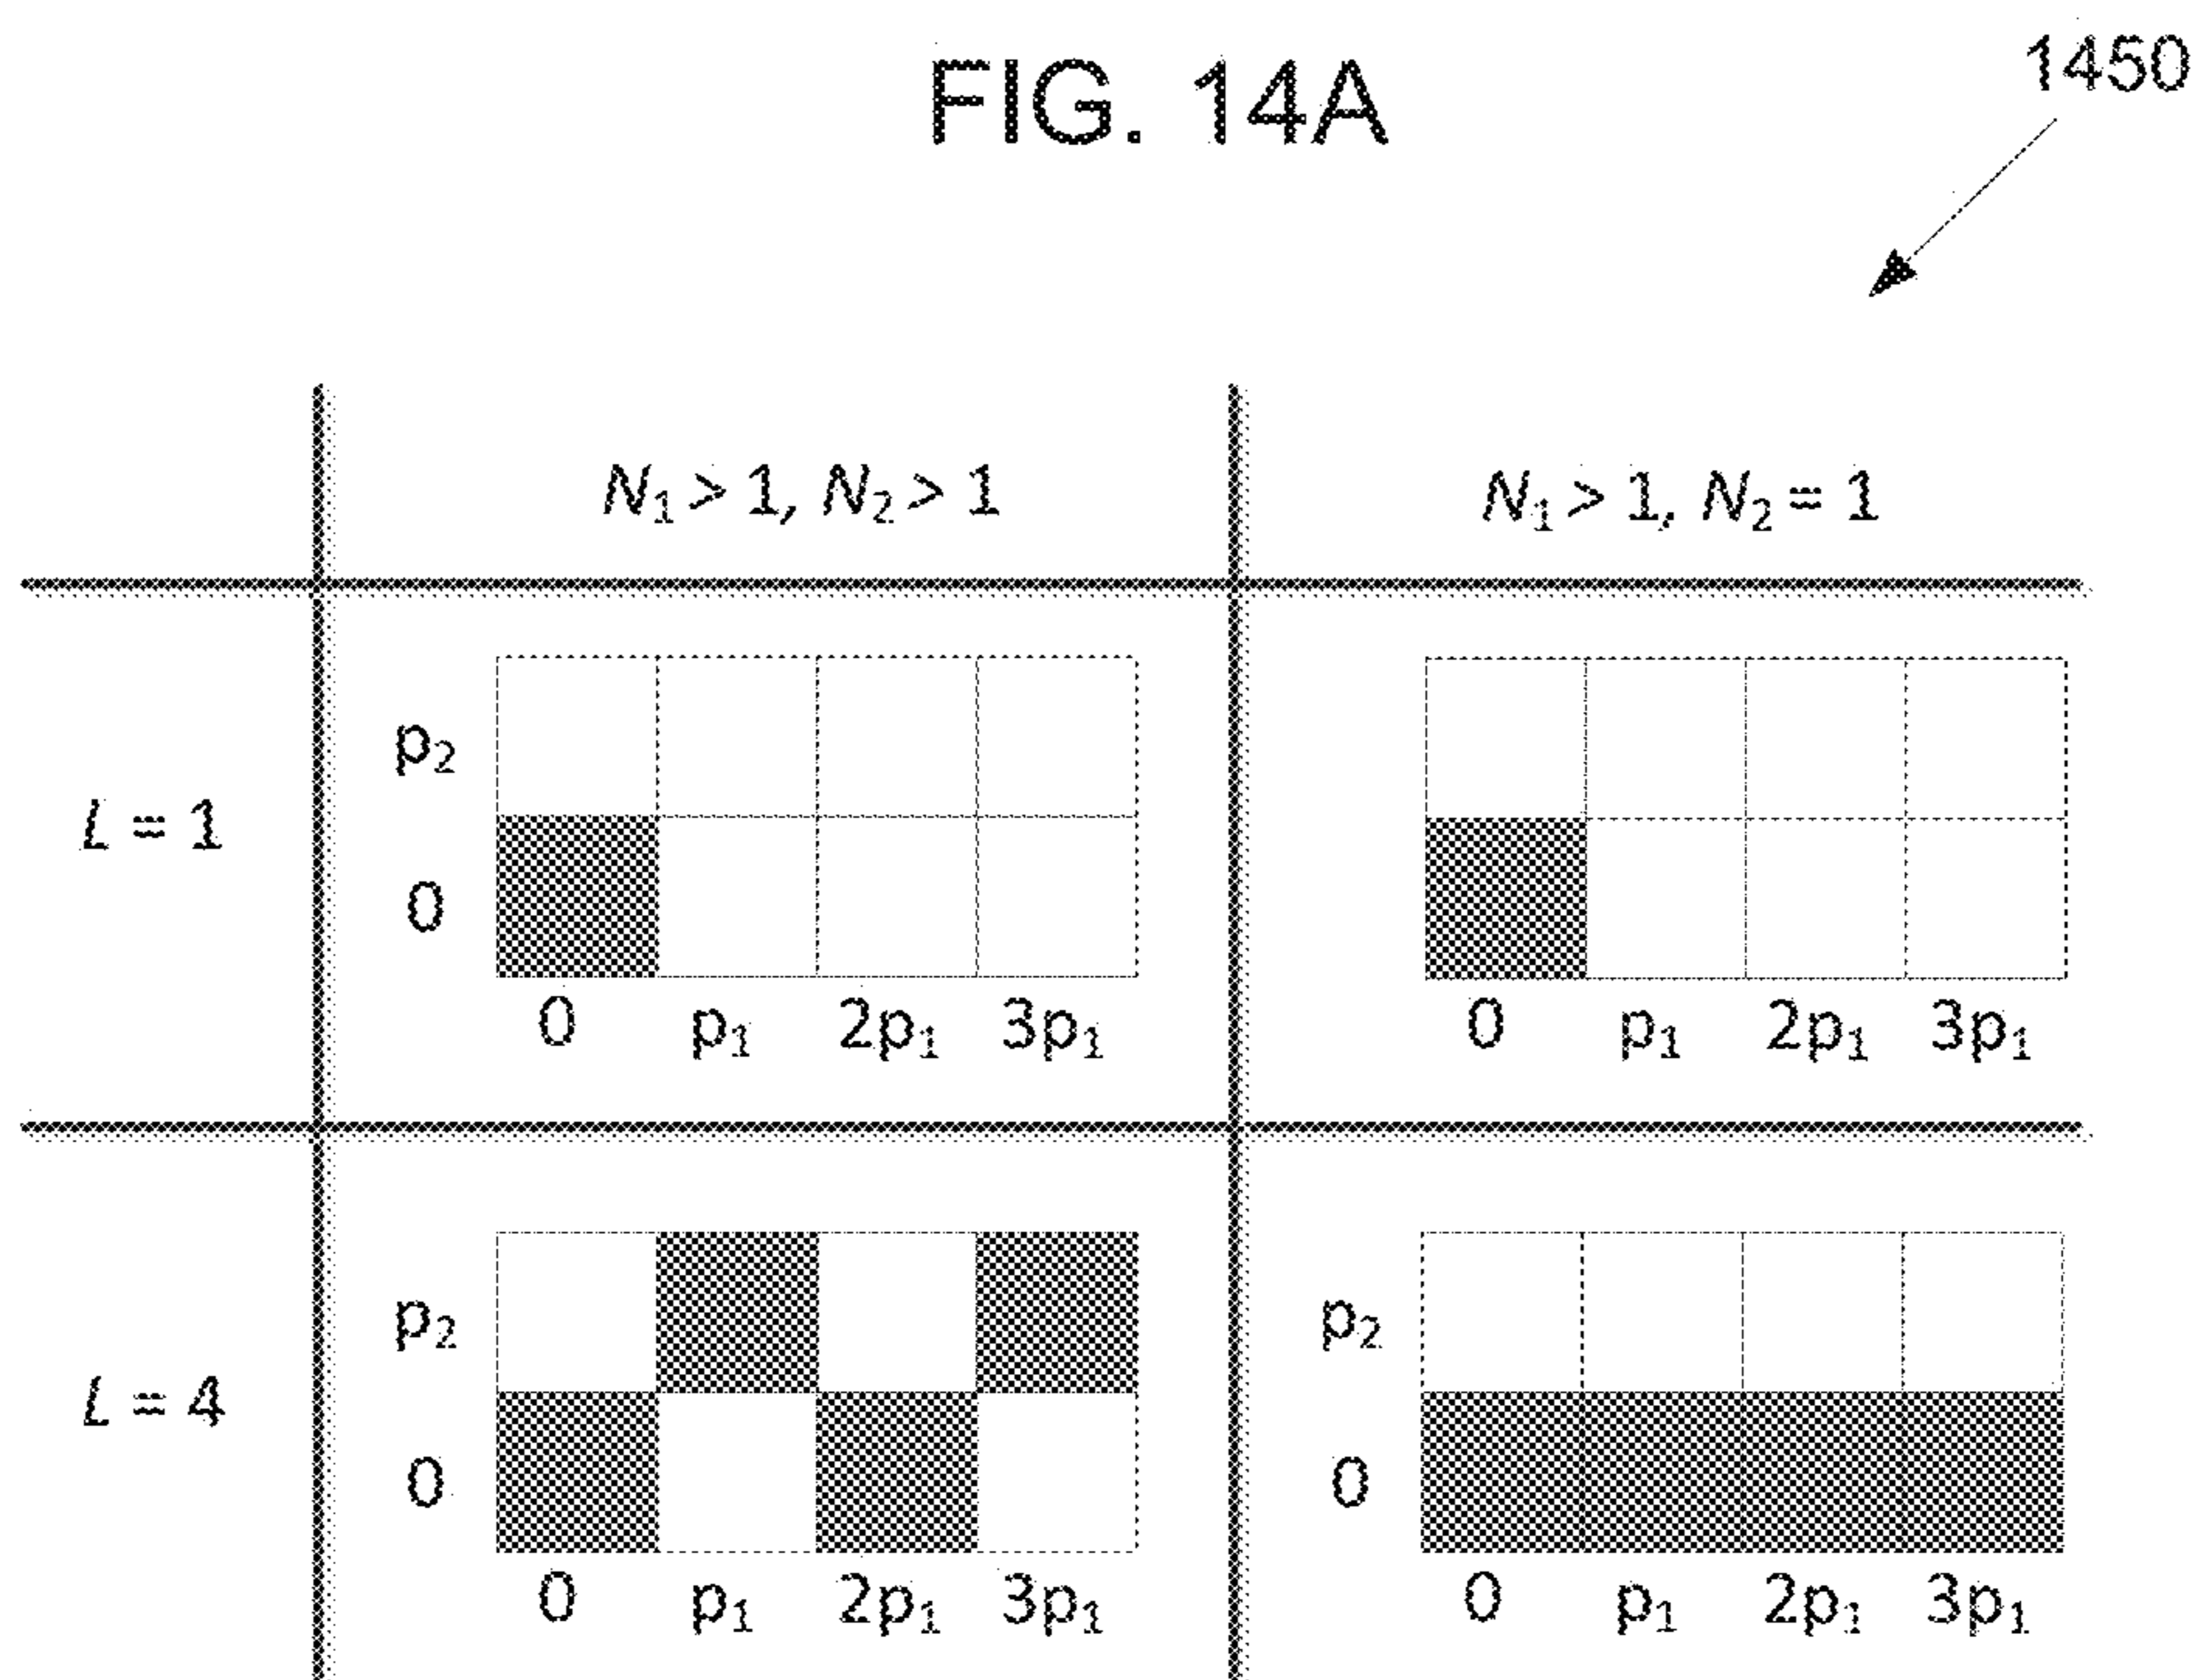 FIG. 14A
1450
N₁ > 1, N₂ > 1
N₁ > 1, N₂ = 1
L = 1
p₂
0
0 p₁ 2p₁ 3p₁
0 p₁ 2p₁ 3p₁
L = 4
p₂
0
0 p₁ 2p₁ 3p₁
p₂
0
0 p₁ 2p₁ 3p₁